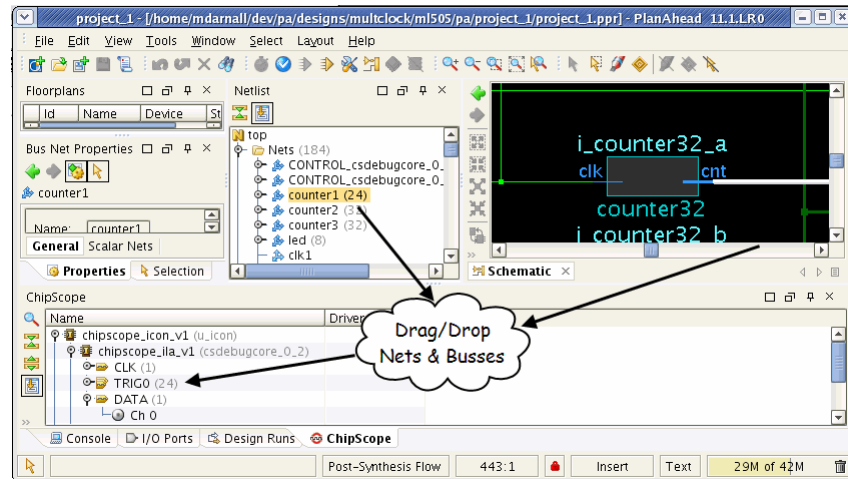 project_1 - [/home/mdarnall/dev/pa/designs/multclock/ml505/pa/project_1/project_1.ppr] - PlanAhead 11.1.LR0
File Edit View Tools Window Select Layout Help
Floorplans
Id Name Device St
Bus Net Properties
counter1
Name: counter1
General Scalar Nets
Properties Selection
Netlist
top
Nets (184)
CONTROL_csdebugcore_0_
CONTROL_csdebugcore_0_
counter1 (24)
counter2 (33)
counter3 (32)
led (8)
clk1
i_counter32_a
clk cnt
counter32
i_counter32_b
Schematic
ChipScope
Name Driver
chipscope_icon_v1 (u_icon)
chipscope_ila_v1 (csdebugcore_0_2)
CLK (1)
TRIG0 (24)
DATA (1)
Ch 0
Drag/Drop
Nets & Busses
Console I/O Ports Design Runs ChipScope
Post-Synthesis Flow 443:1 Insert Text 29M of 42M